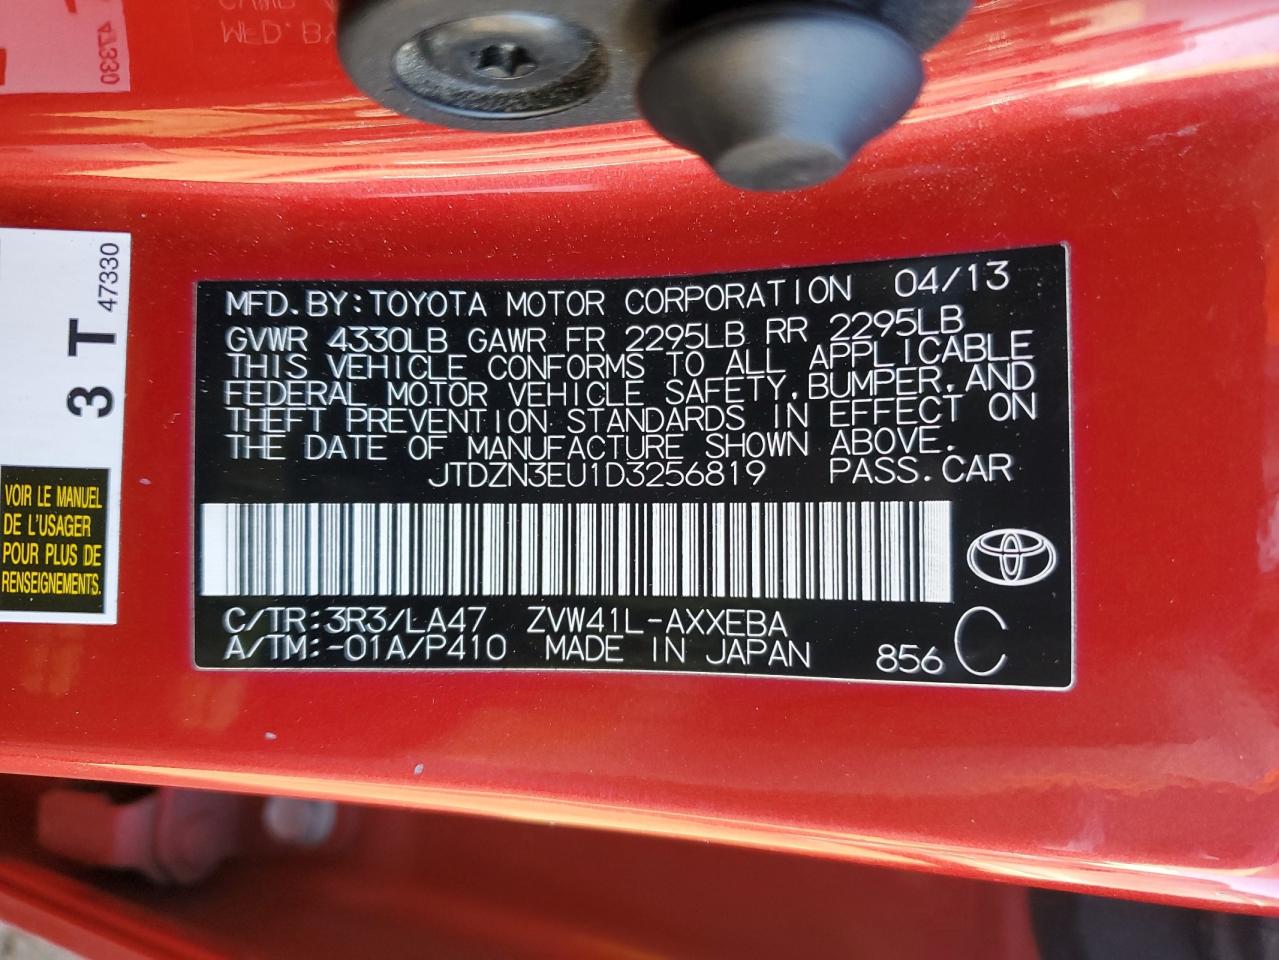 WFD·BY
47330
MFD.BY:TOYOTA MOTOR CORPORATION 04/13
GVWR 4330LB GAWR FR 2295LB RR 2295LB
THIS VEHICLE CONFORMS TO ALL APPLICABLE
FEDERAL MOTOR VEHICLE SAFETY,BUMPER,AND
THEFT PREVENTION STANDARDS IN EFFECT ON
THE DATE OF MANUFACTURE SHOWN ABOVE.
JTDZN3EU1D3256819 PASS.CAR
C/TR:3R3/LA47 ZVW41L-AXXEBA
A/TM:-01A/P410 MADE IN JAPAN 856 C
3 T 47330
VOIR LE MANUEL
DE L'USAGER
POUR PLUS DE
RENSEIGNEMENTS.